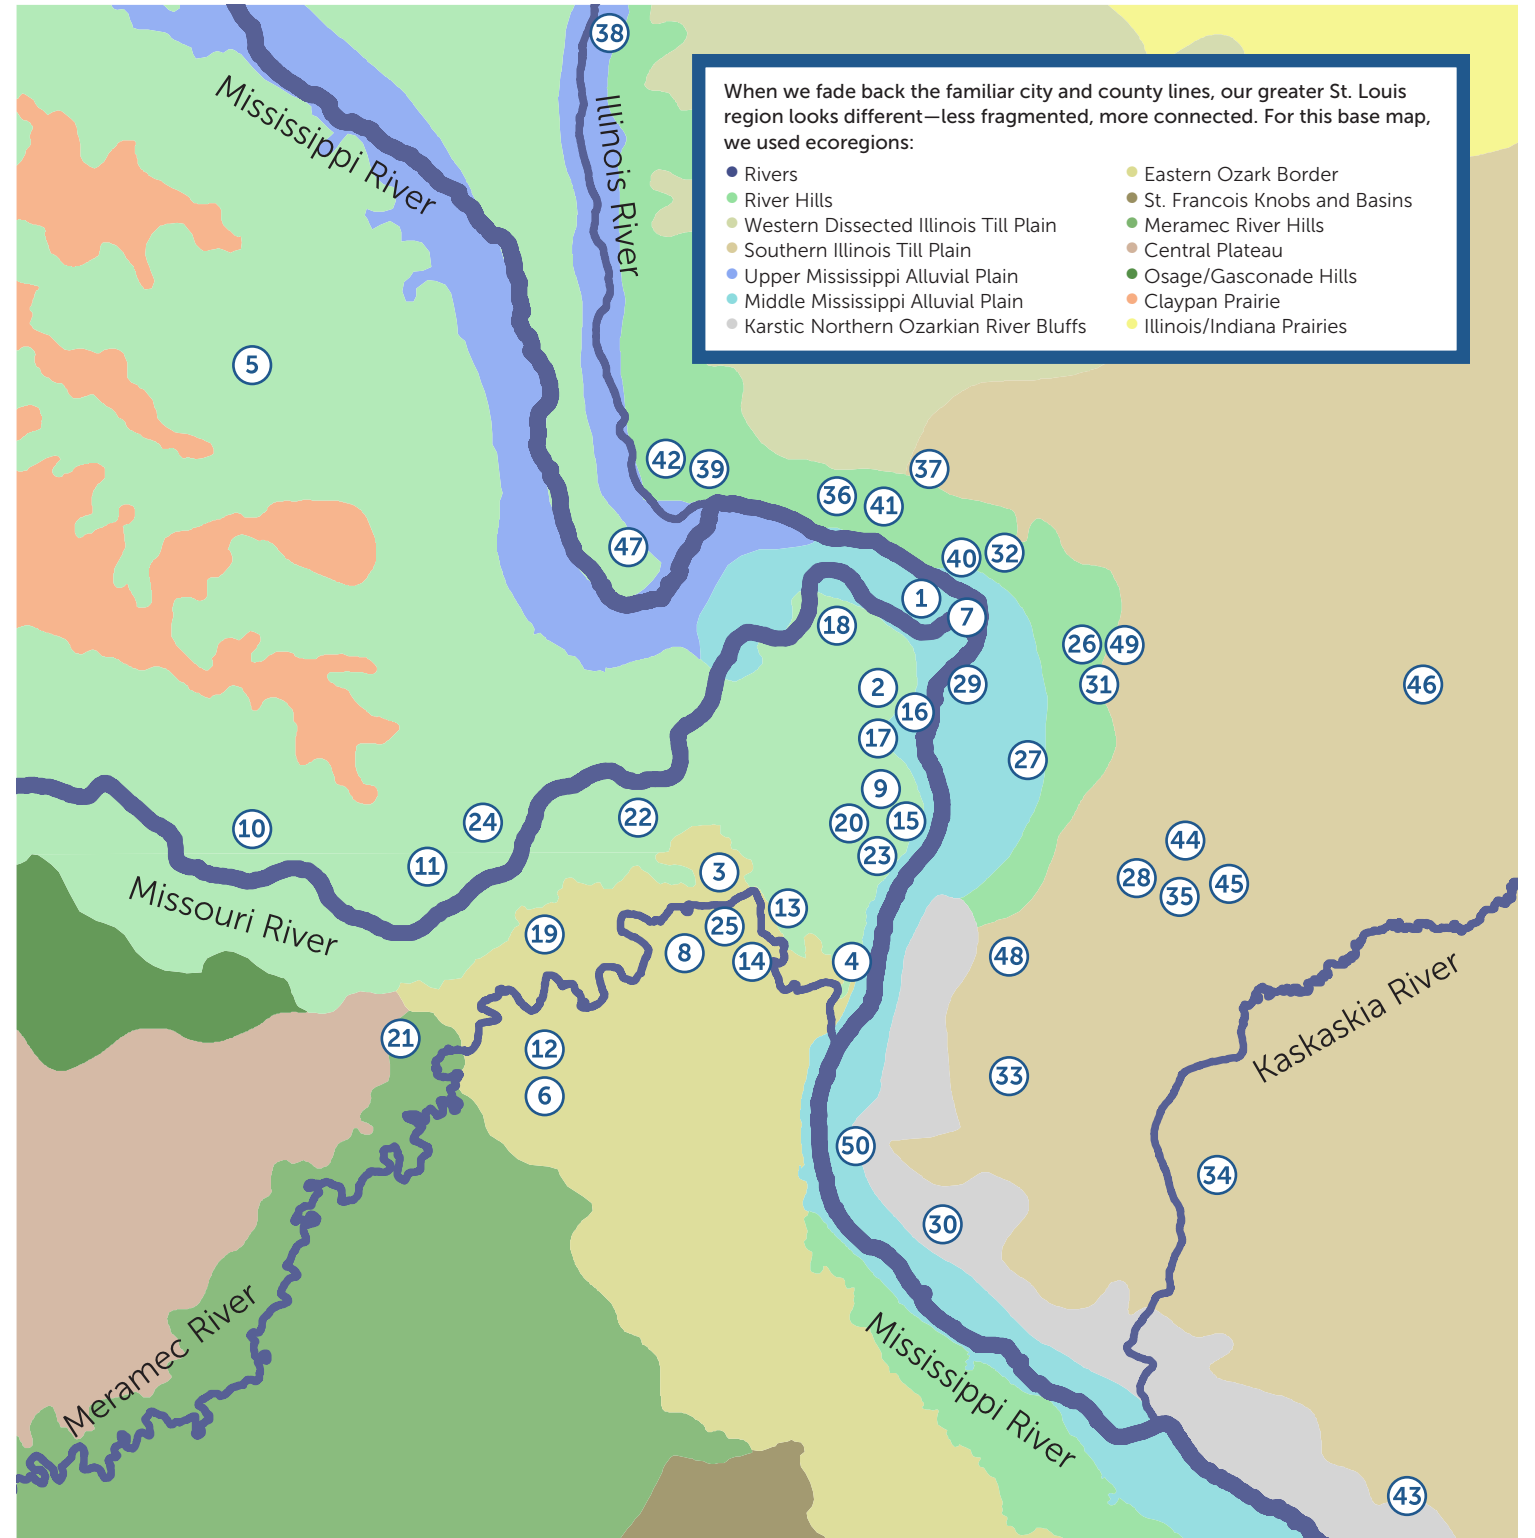 38
Mississippi River
Illinois River
When we fade back the familiar city and county lines, our greater St. Louis
region looks different—less fragmented, more connected. For this base map,
we used ecoregions:
Rivers
River Hills
Western Dissected Illinois Till Plain
Southern Illinois Till Plain
Upper Mississippi Alluvial Plain
Middle Mississippi Alluvial Plain
Karstic Northern Ozarkian River Bluffs
Eastern Ozark Border
St. Francois Knobs and Basins
Meramec River Hills
Central Plateau
Osage/Gasconade Hills
Claypan Prairie
Illinois/Indiana Prairies
5
42
39
37
36
41
47
40
32
1
7
18
26
49
2
29
31
46
16
17
27
9
22
24
10
20
15
44
23
11
3
28
35
45
Missouri River
13
19
25
8
14
4
48
Kaskaskia River
21
12
33
6
50
34
30
Meramec River
Mississippi River
43